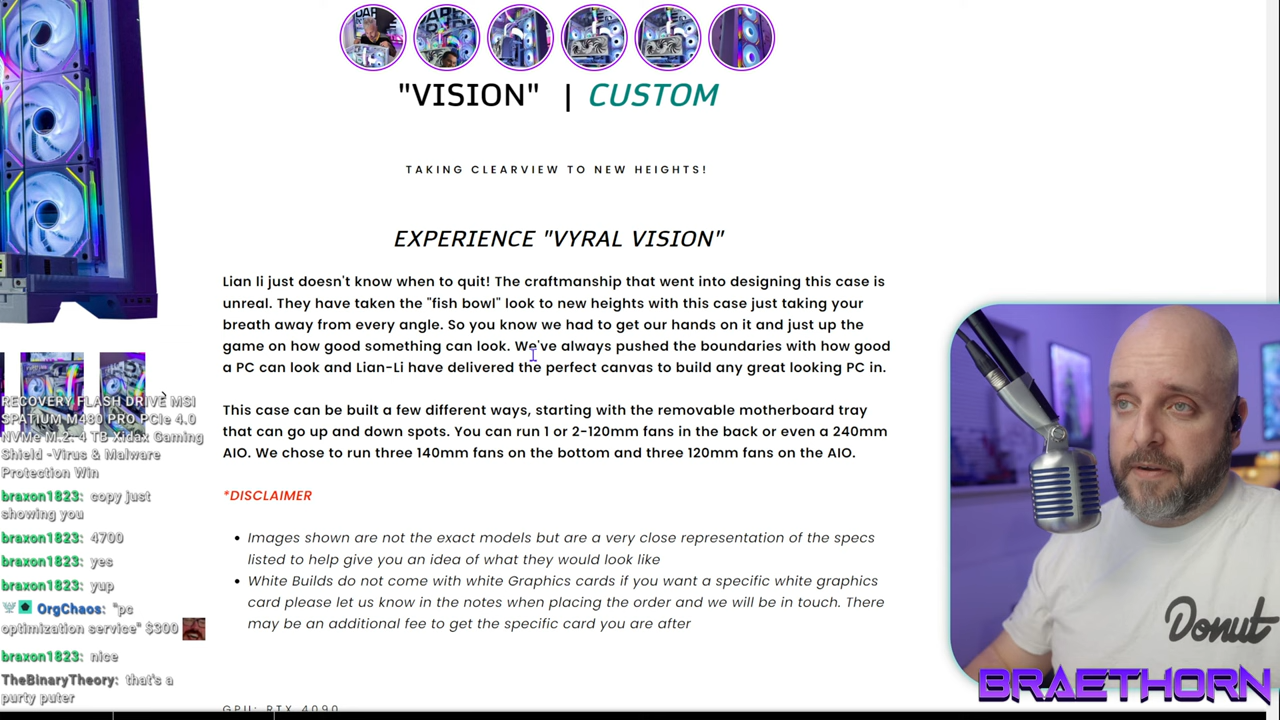 "VISION" | CUSTOM
TAKING CLEARVIEW TO NEW HEIGHTS!
EXPERIENCE "VYRAL VISION"
Lian li just doesn't know when to quit! The craftmanship that went into designing this case is
unreal. They have taken the "fish bowl" look to new heights with this case just taking your
breath away from every angle. So you know we had to get our hands on it and just up the
game on how good something can look. We've always pushed the boundaries with how good
a PC can look and Lian-Li have delivered the perfect canvas to build any great looking PC in.
This case can be built a few different ways, starting with the removable motherboard tray
that can go up and down spots. You can run 1 or 2-120mm fans in the back or even a 240mm
AIO. We chose to run three 140mm fans on the bottom and three 120mm fans on the AIO.
*DISCLAIMER
• Images shown are not the exact models but are a very close representation of the specs
listed to help give you an idea of what they would look like
• White Builds do not come with white Graphics cards if you want a specific white graphics
card please let us know in the notes when placing the order and we will be in touch. There
may be an additional fee to get the specific card you are after
GPU: RTX 4090
RECOVERY FLASH DRIVE MSI
SPATIUM M480 PRO PCIe 4.0
NVMe M.2: 4 TB Xidax Gaming
Shield -Virus & Malware
Protection Win
braxon1823: copy just
showing you
braxon1823: 4700
braxon1823: yes
braxon1823: yup
OrgChaos: "pc
optimization service" $300
braxon1823: nice
TheBinaryTheory: that's a
purty puter
Donut
BRAETHORN